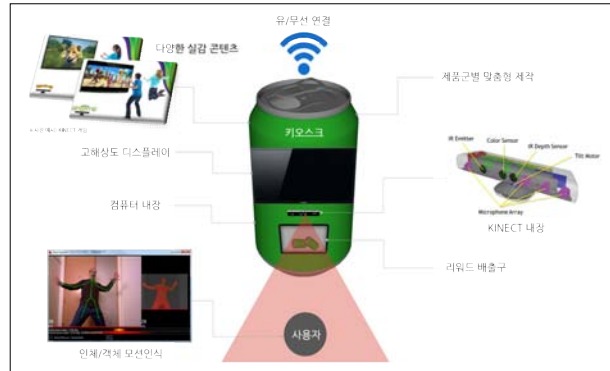 유/무선 연결
다양한 실감 콘텐츠
제품군별 맞춤형 제작
키오스크
고해상도 디스플레이
IR Emitter
Color Sensor
IR Depth Sensor
Tilt Motor
Microphone Array
KINECT 내장
컴퓨터 내장
리워드 배출구
사용자
인체/객체 모션인식